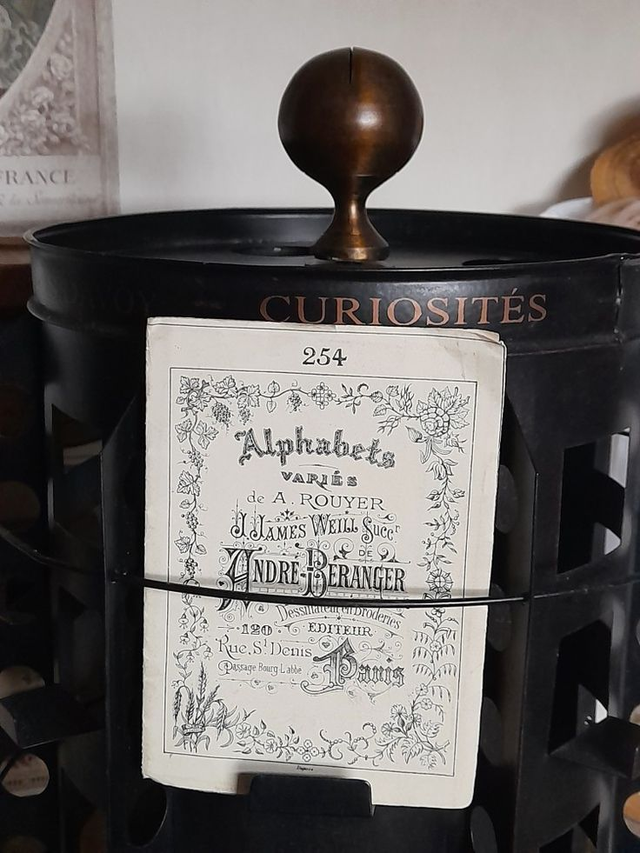 FRANCE
CURIOSITÉS
254
Alphabets
VARIÉS
de A. ROUYER
J. JAMES WEILL Succr
DE
ANDRÉ-BERANGER
Dessinateur en Broderies
120 EDITEUR
Rue St Denis
Passage Bourg-Labbé
Paris